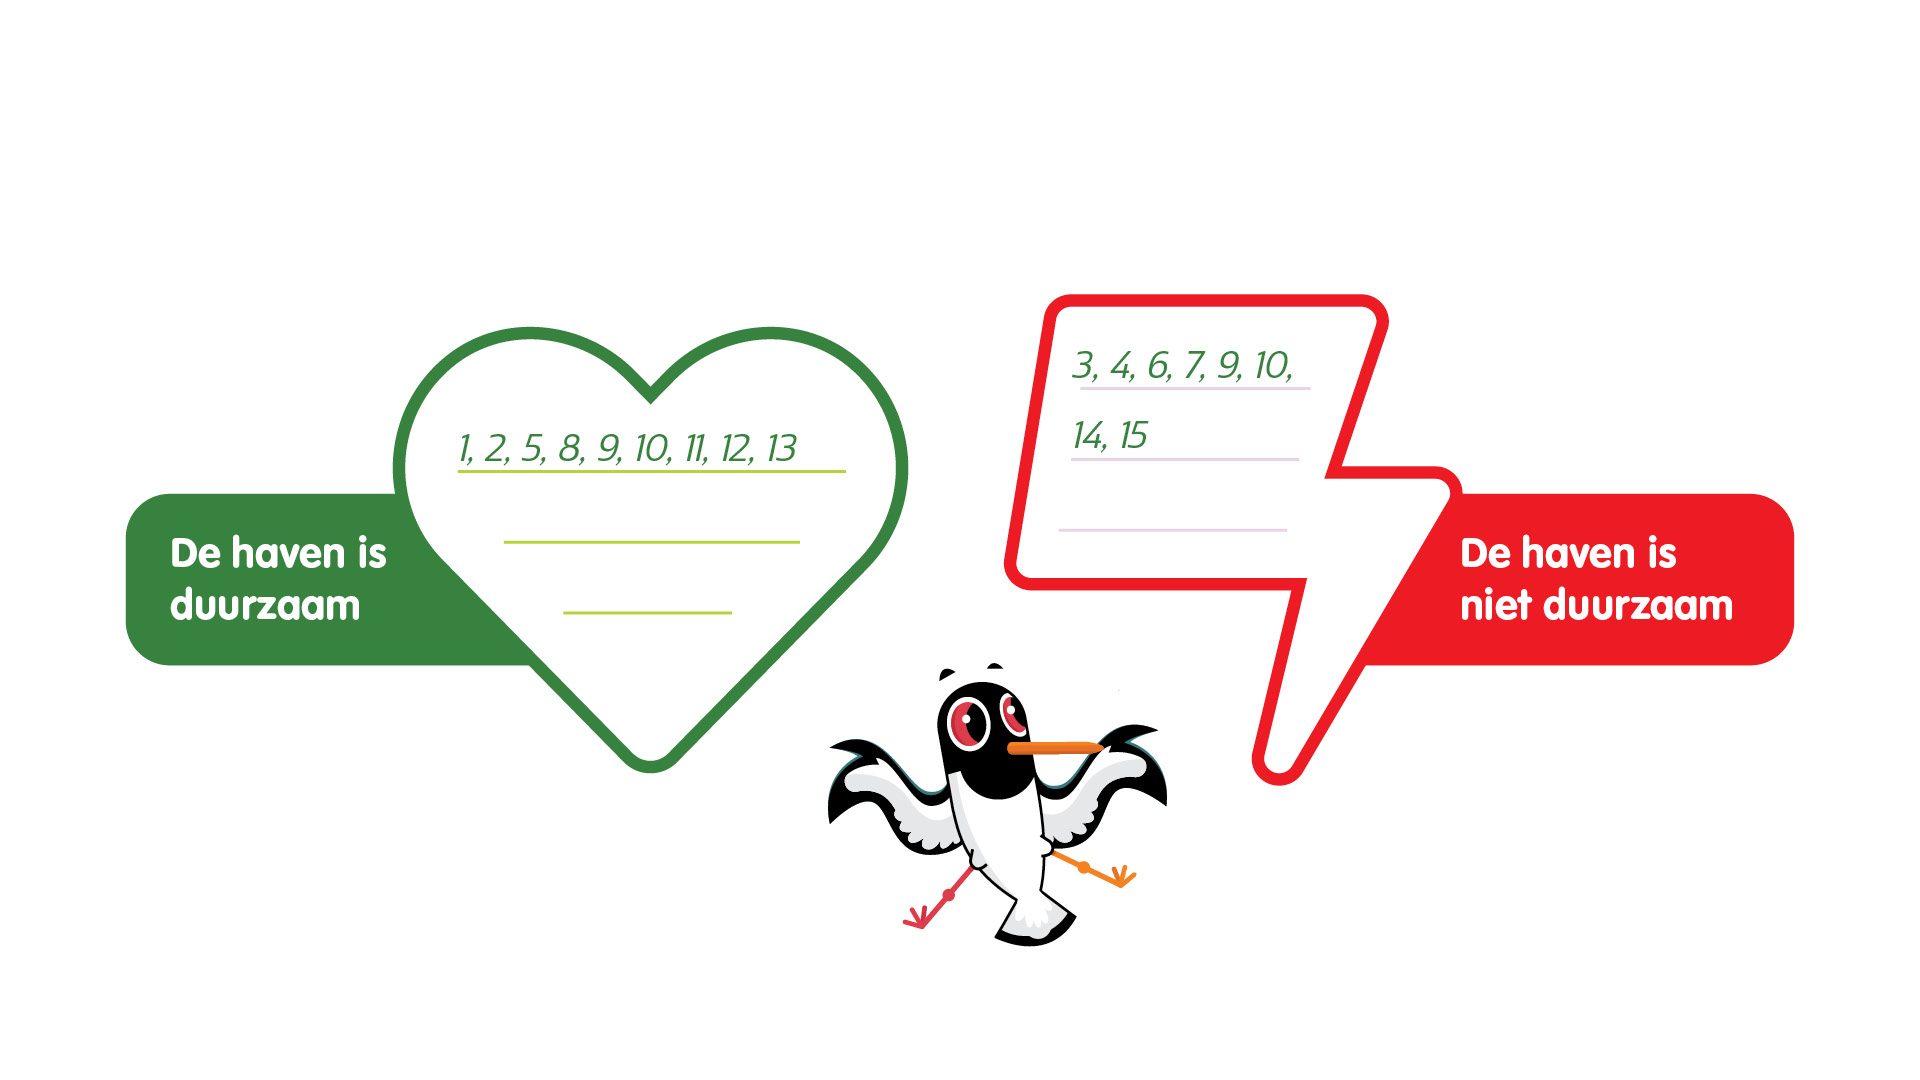 1, 2, 5, 8, 9, 10, 11, 12, 13
De haven is
duurzaam
3, 4, 6, 7, 9, 10,
14, 15
De haven is
niet duurzaam